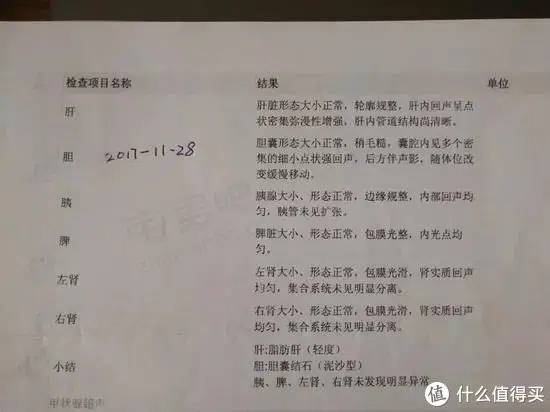 检查项目名称 结果 单位
肝 肝脏形态大小正常，轮廓规整，肝内回声呈点
状密集弥漫性增强，肝内管道结构尚清晰。
胆 2017-11-28 胆囊形态大小正常，稍毛糙，囊腔内见多个密
集的细小点状强回声，后方伴声影，随体位改
变缓慢移动。
胰 胰腺大小、形态正常，边缘规整，内部回声均
匀，胰管未见扩张。
脾 脾脏大小、形态正常，包膜光整，内光点均
匀。
左肾 左肾大小、形态正常，包膜光滑，肾实质回声
均匀，集合系统未见明显分离。
右肾 右肾大小、形态正常，包膜光滑，肾实质回声
均匀，集合系统未见明显分离。
肝:脂肪肝（轻度）
小结 胆:胆囊结石（泥沙型）
胰、脾、左肾、右肾未发现明显异常
甲状腺超声
值 什么值得买